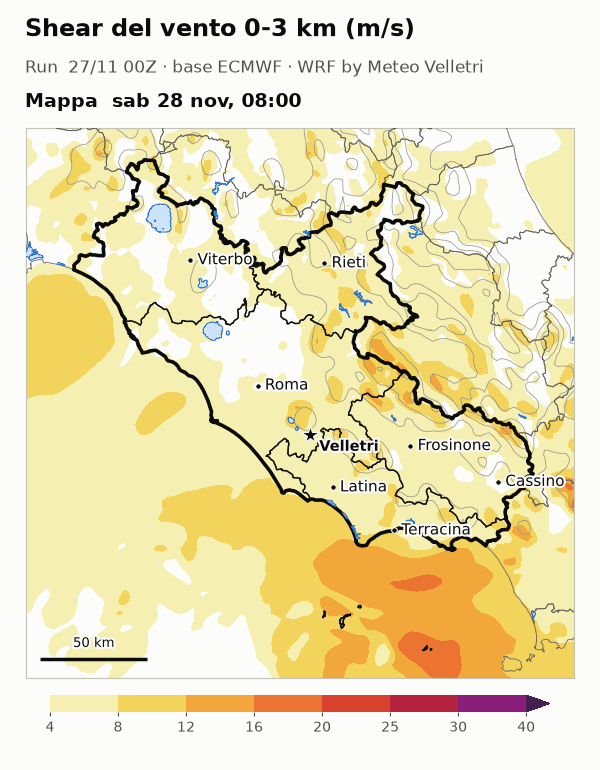 Shear del vento 0-3 km (m/s)
Run  27/11 00Z · base ECMWF · WRF by Meteo Velletri
Mappa  sab 28 nov, 08:00
Viterbo
Rieti
Roma
Velletri
Frosinone
Cassino
Latina
Terracina
50 km
4 8 12 16 20 25 30 40